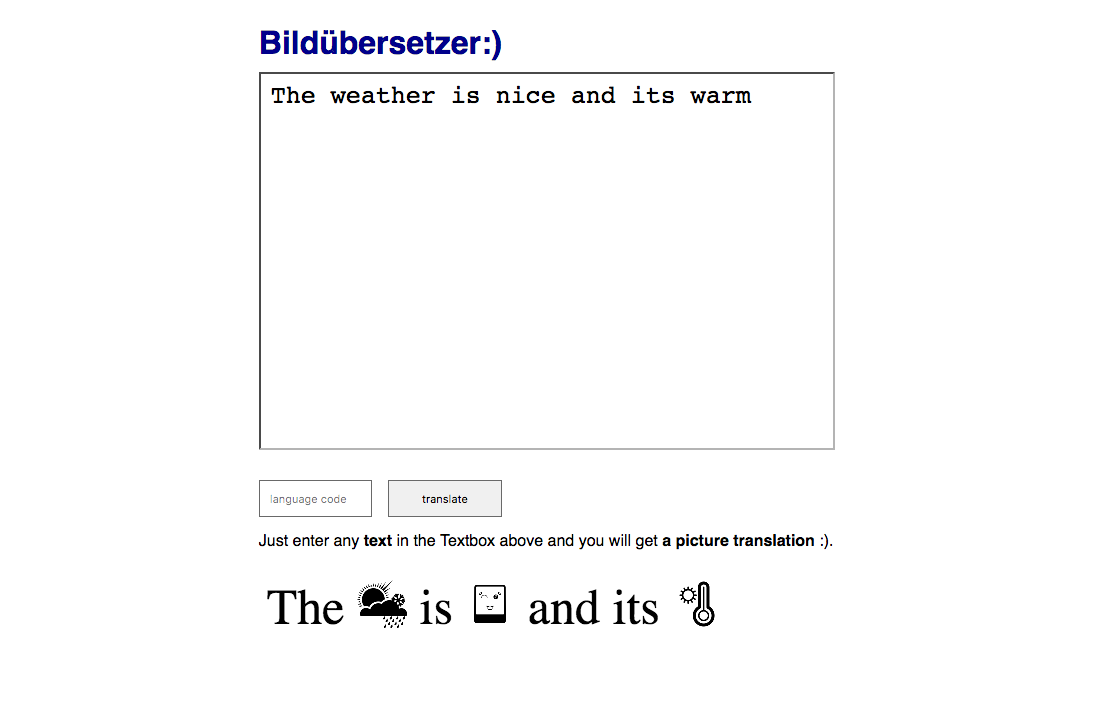 Bildübersetzer:)
The weather is nice and its warm
language code
translate
Just enter any text in the Textbox above and you will get a picture translation :).
The is and its